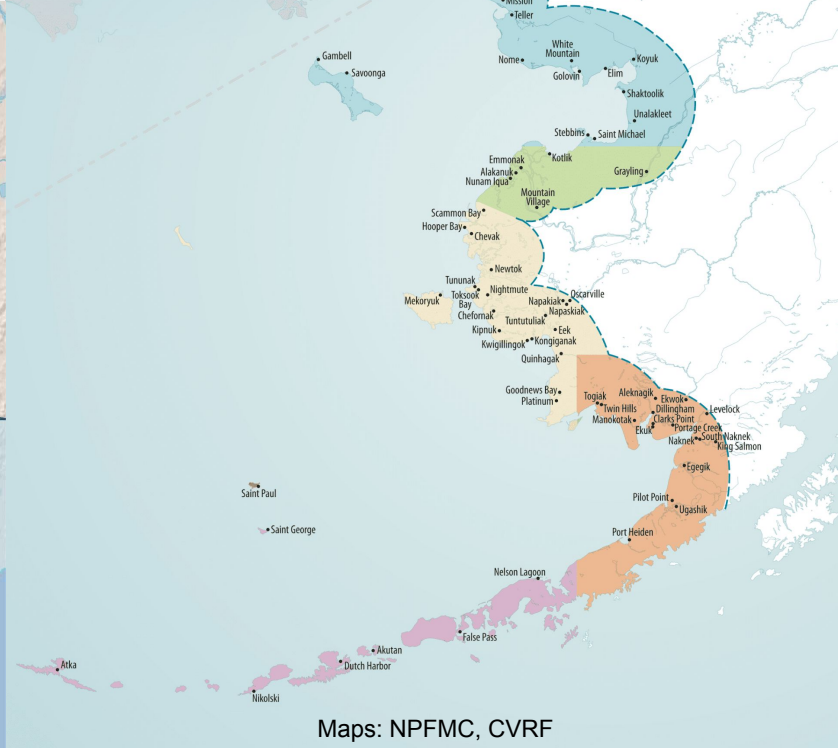 Mission
Teller
Gambell
Savoonga
White
Mountain
Nome
Golovin
Elim
Koyuk
Shaktoolik
Unalakleet
Stebbins
Saint Michael
Kotlik
Emmonak
Alakanuk
Nunam Iqua
Grayling
Mountain
Village
Scammon Bay
Hooper Bay
Chevak
Newtok
Tununak
Toksook
Bay
Nightmute
Mekoryuk
Chefornak
Napakiak
Oscarville
Napaskiak
Tuntutuliak
Kipnuk
Eek
Kwigillingok
Kongiganak
Quinhagak
Goodnews Bay
Platinum
Togiak
Twin Hills
Manokotak
Aleknagik
Ekwok
Dillingham
Clarks Point
Ekuk
Portage Creek
Levelock
Naknek
South Naknek
King Salmon
Egegik
Pilot Point
Ugashik
Port Heiden
Saint Paul
Saint George
Nelson Lagoon
False Pass
Akutan
Dutch Harbor
Atka
Nikolski
Maps: NPFMC, CVRF